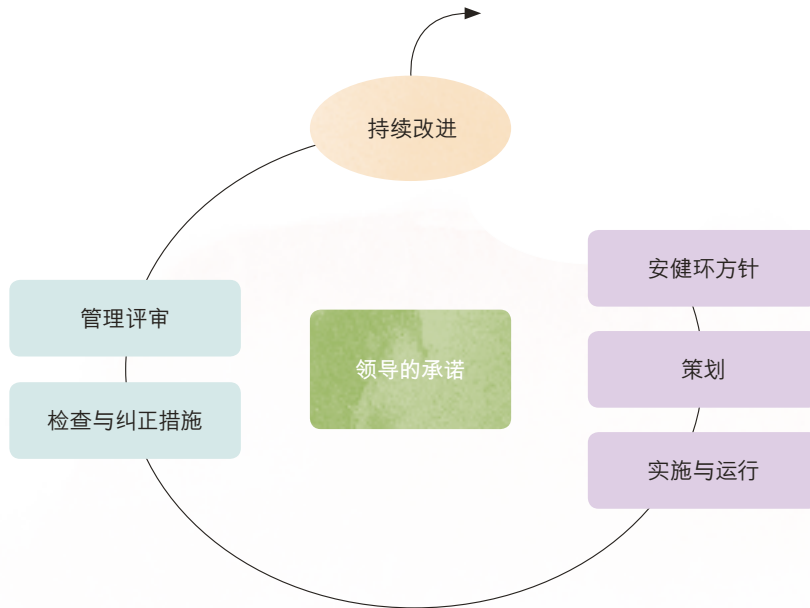 持续改进
安健环方针
管理评审
领导的承诺
策划
检查与纠正措施
实施与运行